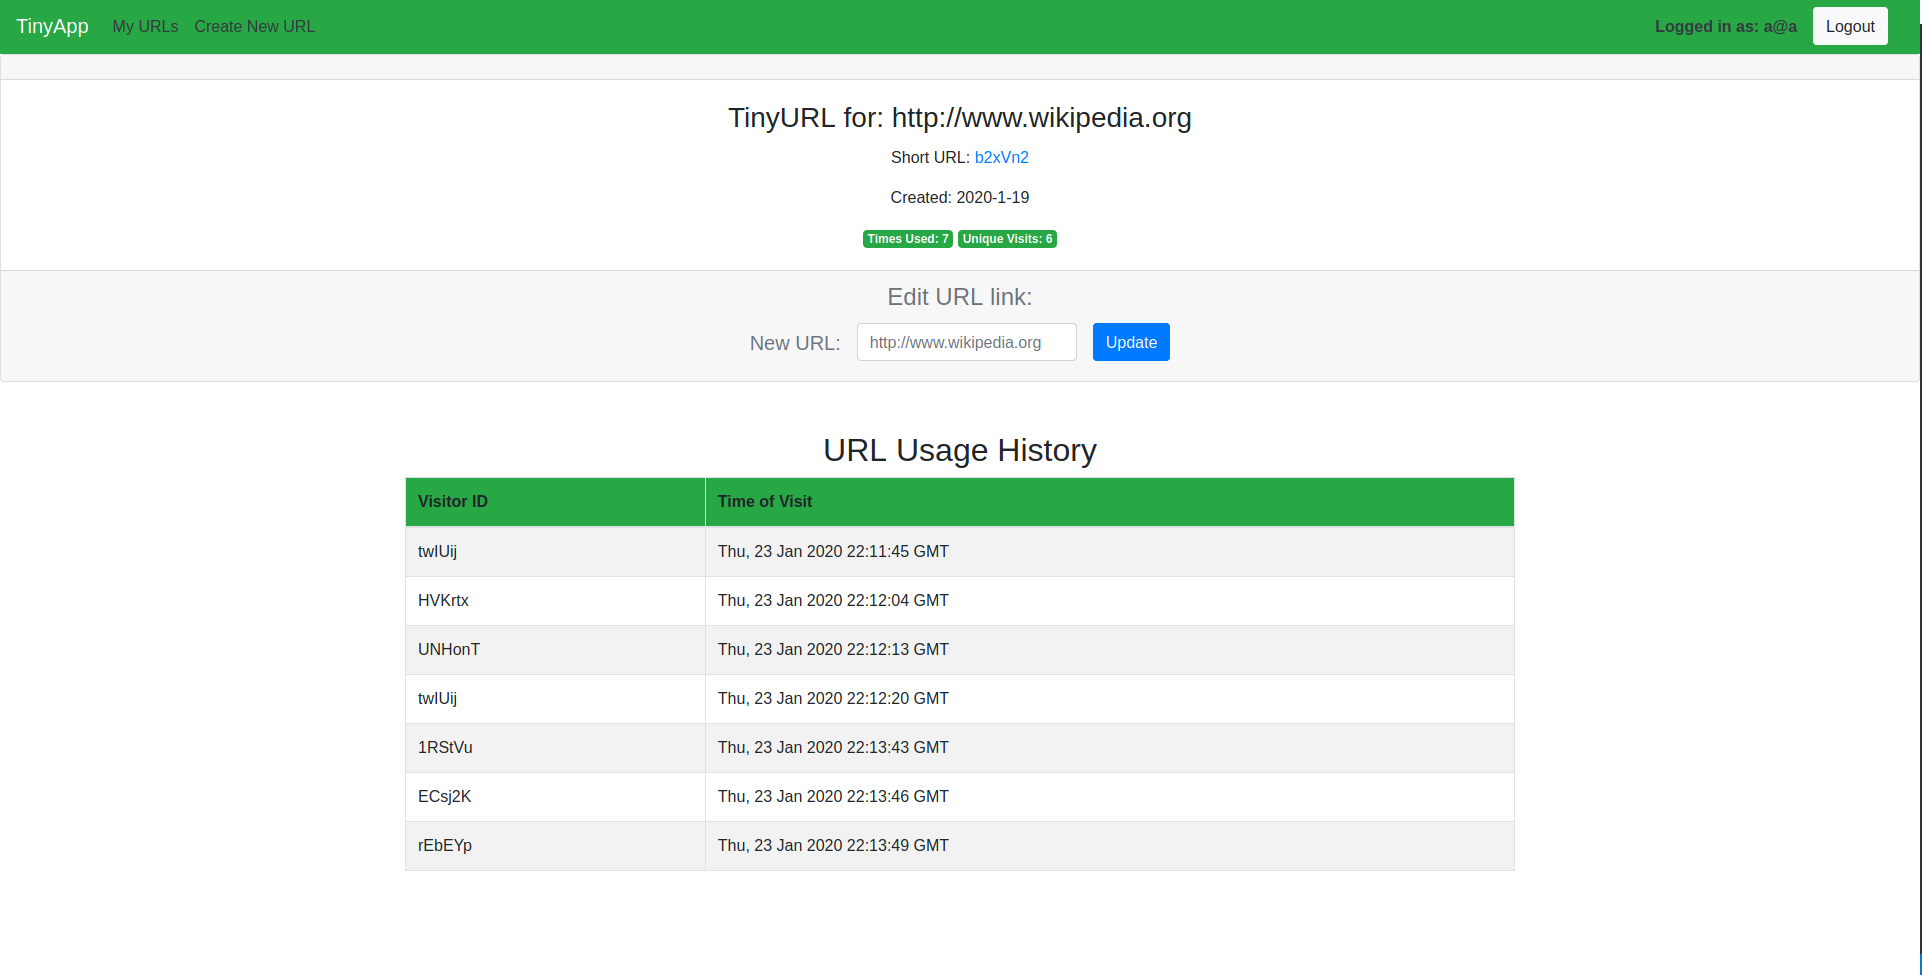 TinyApp My URLs Create New URL Logged in as: a@a Logout
TinyURL for: http://www.wikipedia.org
Short URL: b2xVn2
Created: 2020-1-19
Times Used: 7 Unique Visits: 6
Edit URL link:
New URL: http://www.wikipedia.org Update
URL Usage History
Visitor ID Time of Visit
twIUij Thu, 23 Jan 2020 22:11:45 GMT
HVKrtx Thu, 23 Jan 2020 22:12:04 GMT
UNHonT Thu, 23 Jan 2020 22:12:13 GMT
twIUij Thu, 23 Jan 2020 22:12:20 GMT
1RStVu Thu, 23 Jan 2020 22:13:43 GMT
ECsj2K Thu, 23 Jan 2020 22:13:46 GMT
rEbEYp Thu, 23 Jan 2020 22:13:49 GMT